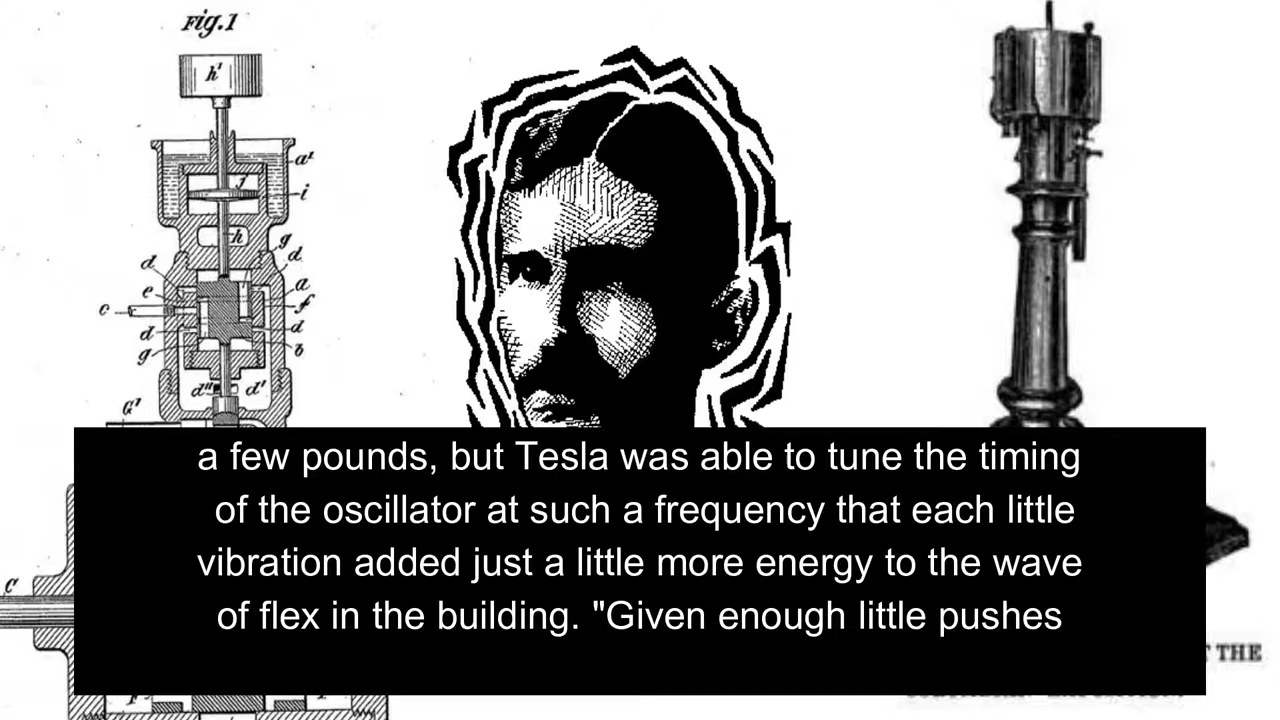 Fig.1
h'
a'
j
i
h
g
d
d
e
a
c
f
d
d
g
b
d"
d'
G'
a few pounds, but Tesla was able to tune the timing
of the oscillator at such a frequency that each little
vibration added just a little more energy to the wave
of flex in the building. "Given enough little pushes
C
THE